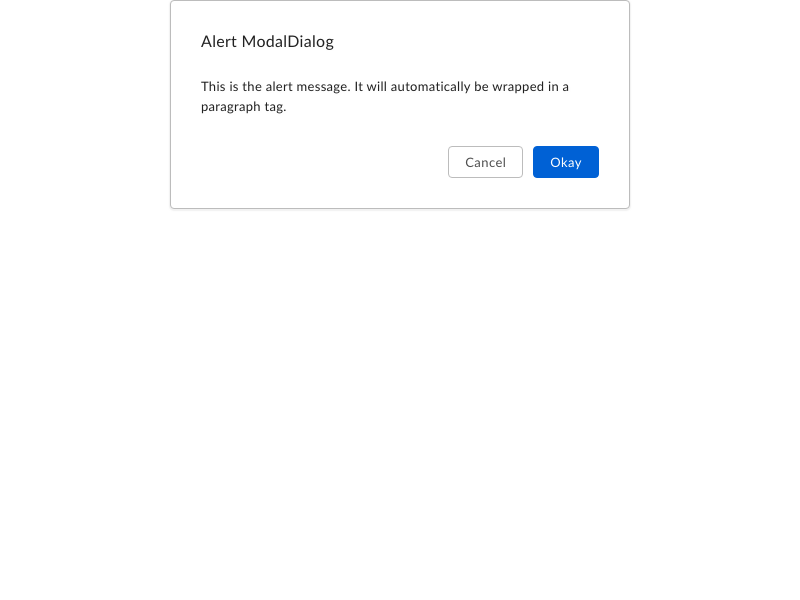 Alert ModalDialog
This is the alert message. It will automatically be wrapped in a
paragraph tag.
Cancel
Okay